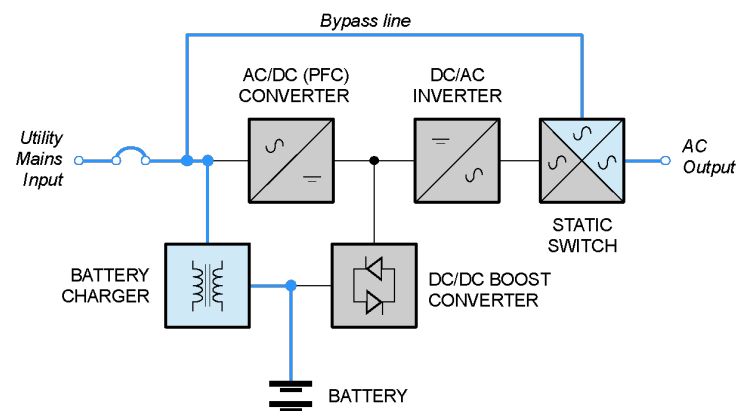 Bypass line
AC/DC (PFC)
CONVERTER
DC/AC
INVERTER
Utility
Mains
Input
AC
Output
STATIC
SWITCH
BATTERY
CHARGER
DC/DC BOOST
CONVERTER
BATTERY